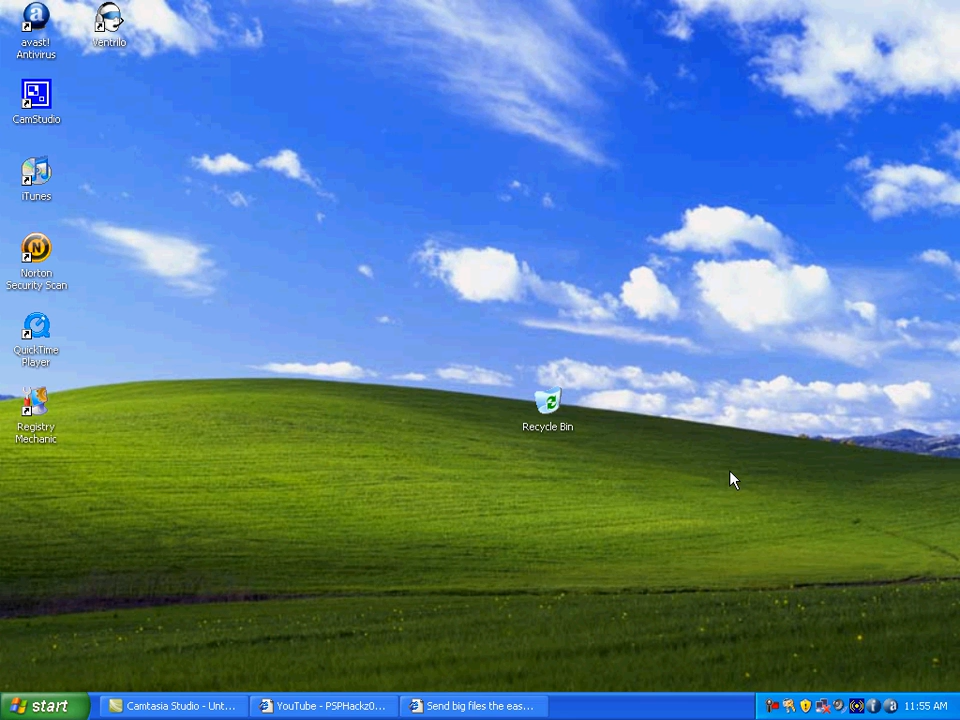 avast!
Antivirus
Ventrilo
CamStudio
iTunes
N
Norton
Security Scan
QuickTime
Player
Registry
Mechanic
Recycle Bin
start
Camtasia Studio - Unt...
YouTube - PSPHackz0...
Send big files the eas...
11:55 AM